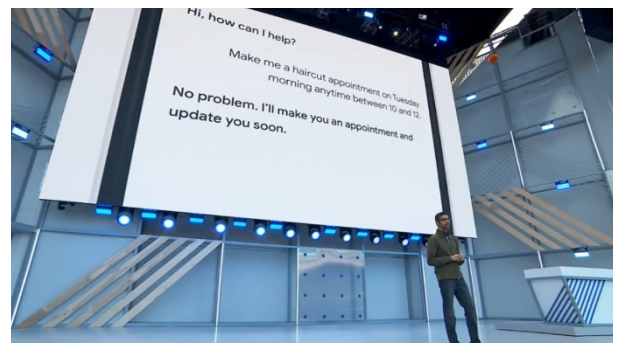 Hi, how can I help?
Make me a haircut appointment on Tuesday
morning anytime between 10 and 12.
No problem. I'll make you an appointment and
update you soon.